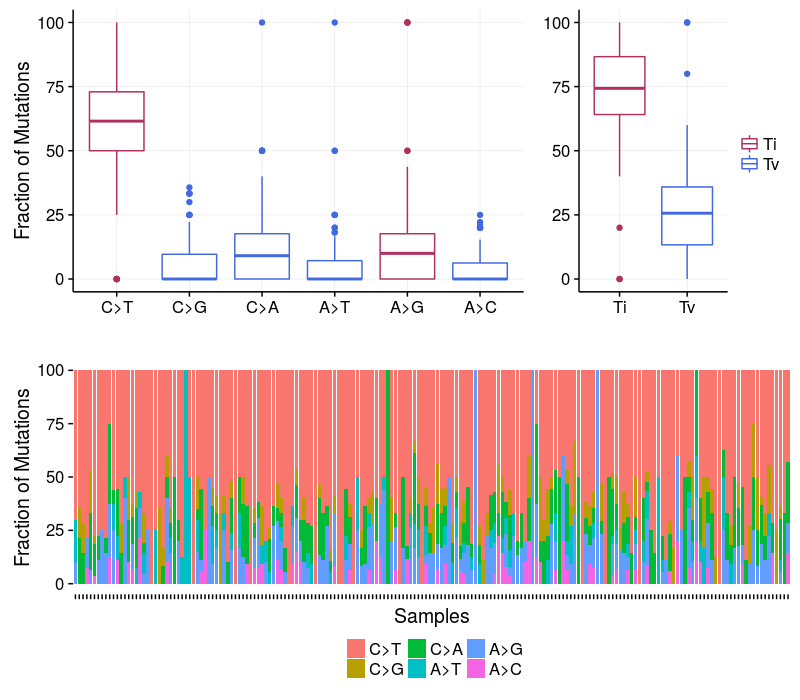 Fraction of Mutations
100
75
50
25
0
C>T C>G C>A A>T A>G A>C
100
75
50
25
0
Ti Tv
Ti
Tv
Fraction of Mutations
100
75
50
25
0
Samples
C>T C>A A>G
C>G A>T A>C